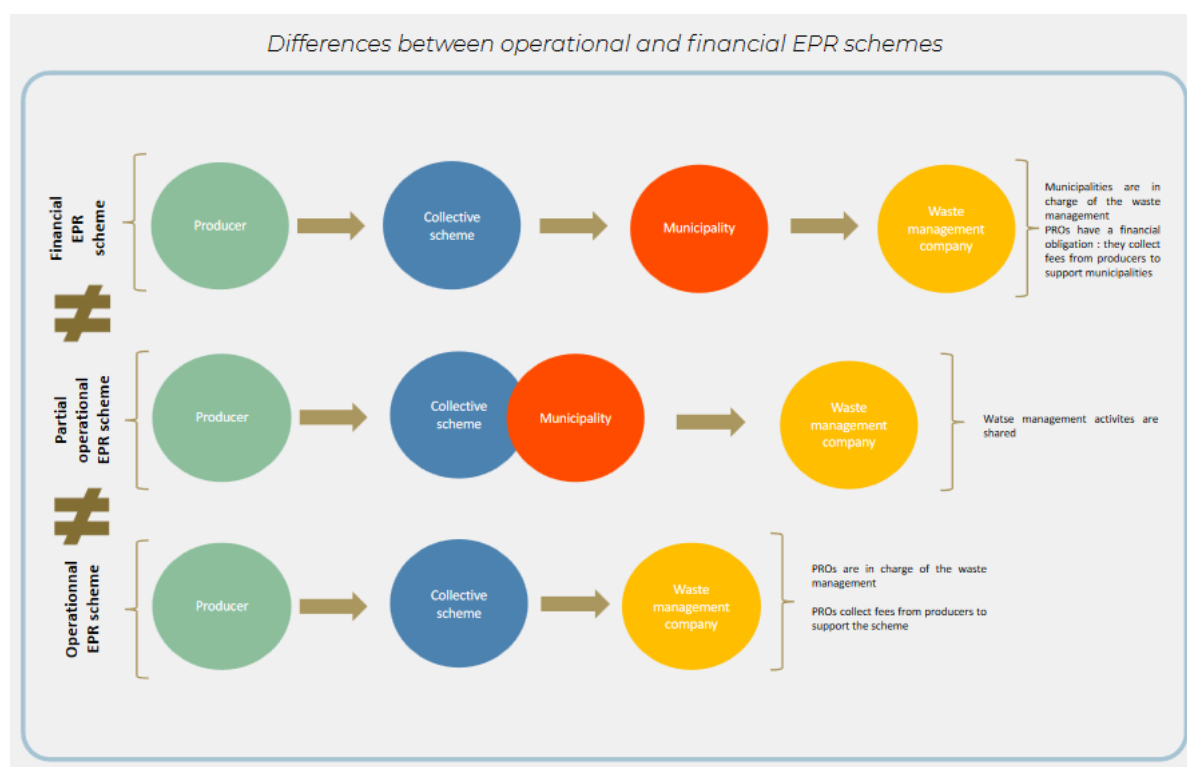 Differences between operational and financial EPR schemes
Financial
EPR
scheme
Producer
Collective
scheme
Municipality
Waste
management
company
Municipalities are in
charge of the waste
management
PROs have a financial
obligation : they collect
fees from producers to
support municipalities
≠
Partial
operational
EPR scheme
Producer
Collective
scheme
Municipality
Waste
management
company
Watse management activites are
shared
≠
Operationnal
EPR scheme
Producer
Collective
scheme
Waste
management
company
PROs are in charge of the waste
management
PROs collect fees from producers to
support the scheme